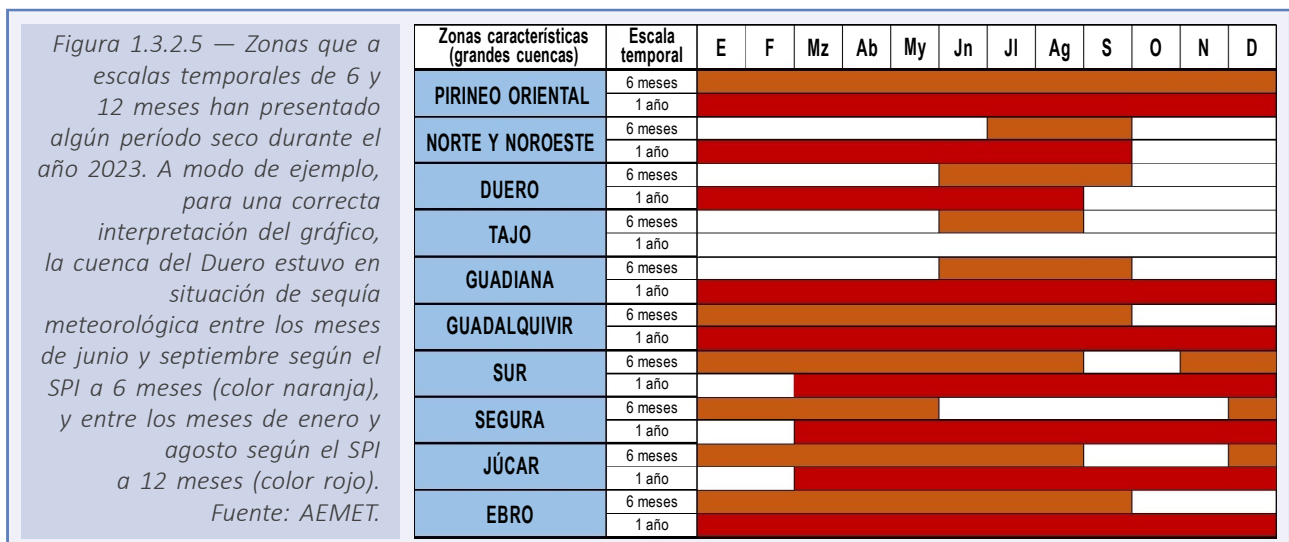 Figura 1.3.2.5 — Zonas que a
escalas temporales de 6 y
12 meses han presentado
algún período seco durante el
año 2023. A modo de ejemplo,
para una correcta
interpretación del gráfico,
la cuenca del Duero estuvo en
situación de sequía
meteorológica entre los meses
de junio y septiembre según el
SPI a 6 meses (color naranja),
y entre los meses de enero y
agosto según el SPI
a 12 meses (color rojo).
Fuente: AEMET.
Zonas características
(grandes cuencas)
Escala
temporal
E F Mz Ab My Jn Jl Ag S O N D
PIRINEO ORIENTAL
6 meses
1 año
NORTE Y NOROESTE
6 meses
1 año
DUERO
6 meses
1 año
TAJO
6 meses
1 año
GUADIANA
6 meses
1 año
GUADALQUIVIR
6 meses
1 año
SUR
6 meses
1 año
SEGURA
6 meses
1 año
JÚCAR
6 meses
1 año
EBRO
6 meses
1 año